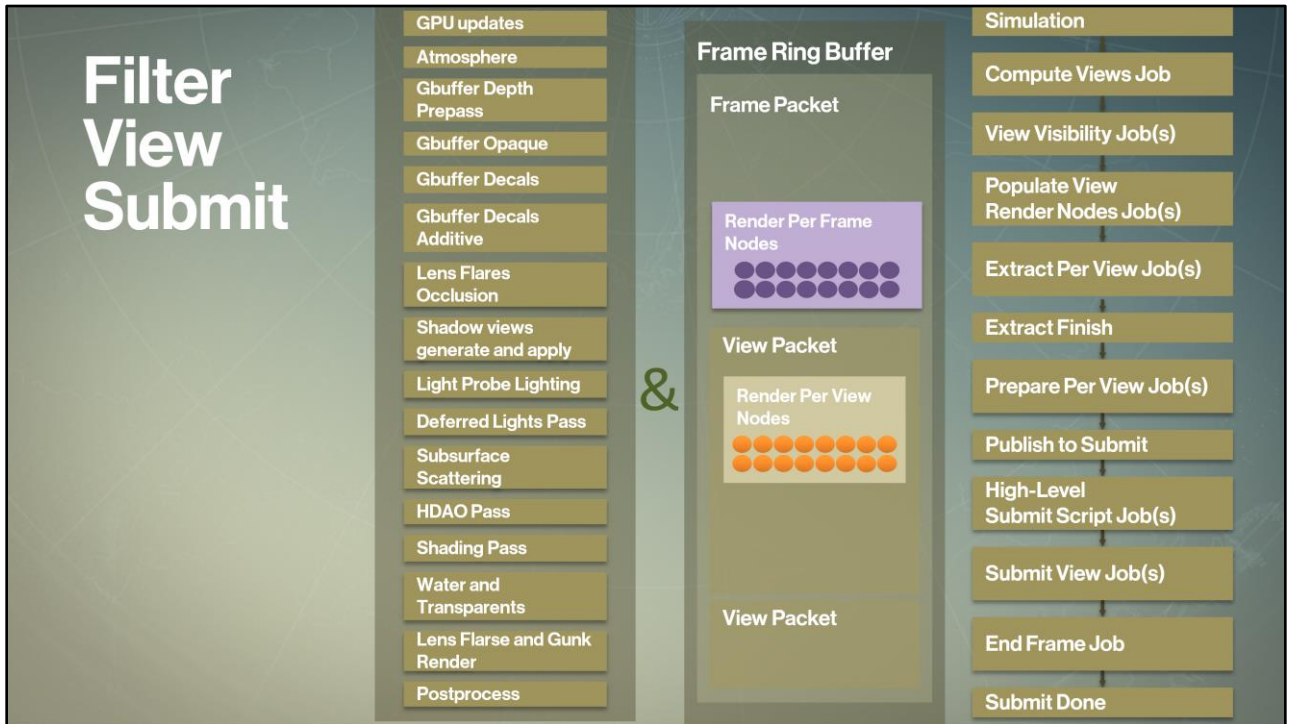 Filter
View
Submit
GPU updates
Atmosphere
Gbuffer Depth
Prepass
Gbuffer Opaque
Gbuffer Decals
Gbuffer Decals
Additive
Lens Flares
Occlusion
Shadow views
generate and apply
Light Probe Lighting
Deferred Lights Pass
Subsurface
Scattering
HDAO Pass
Shading Pass
Water and
Transparents
Lens Flarse and Gunk
Render
Postprocess
&
Frame Ring Buffer
Frame Packet
Render Per Frame
Nodes
View Packet
Render Per View
Nodes
View Packet
Simulation
Compute Views Job
View Visibility Job(s)
Populate View
Render Nodes Job(s)
Extract Per View Job(s)
Extract Finish
Prepare Per View Job(s)
Publish to Submit
High-Level
Submit Script Job(s)
Submit View Job(s)
End Frame Job
Submit Done